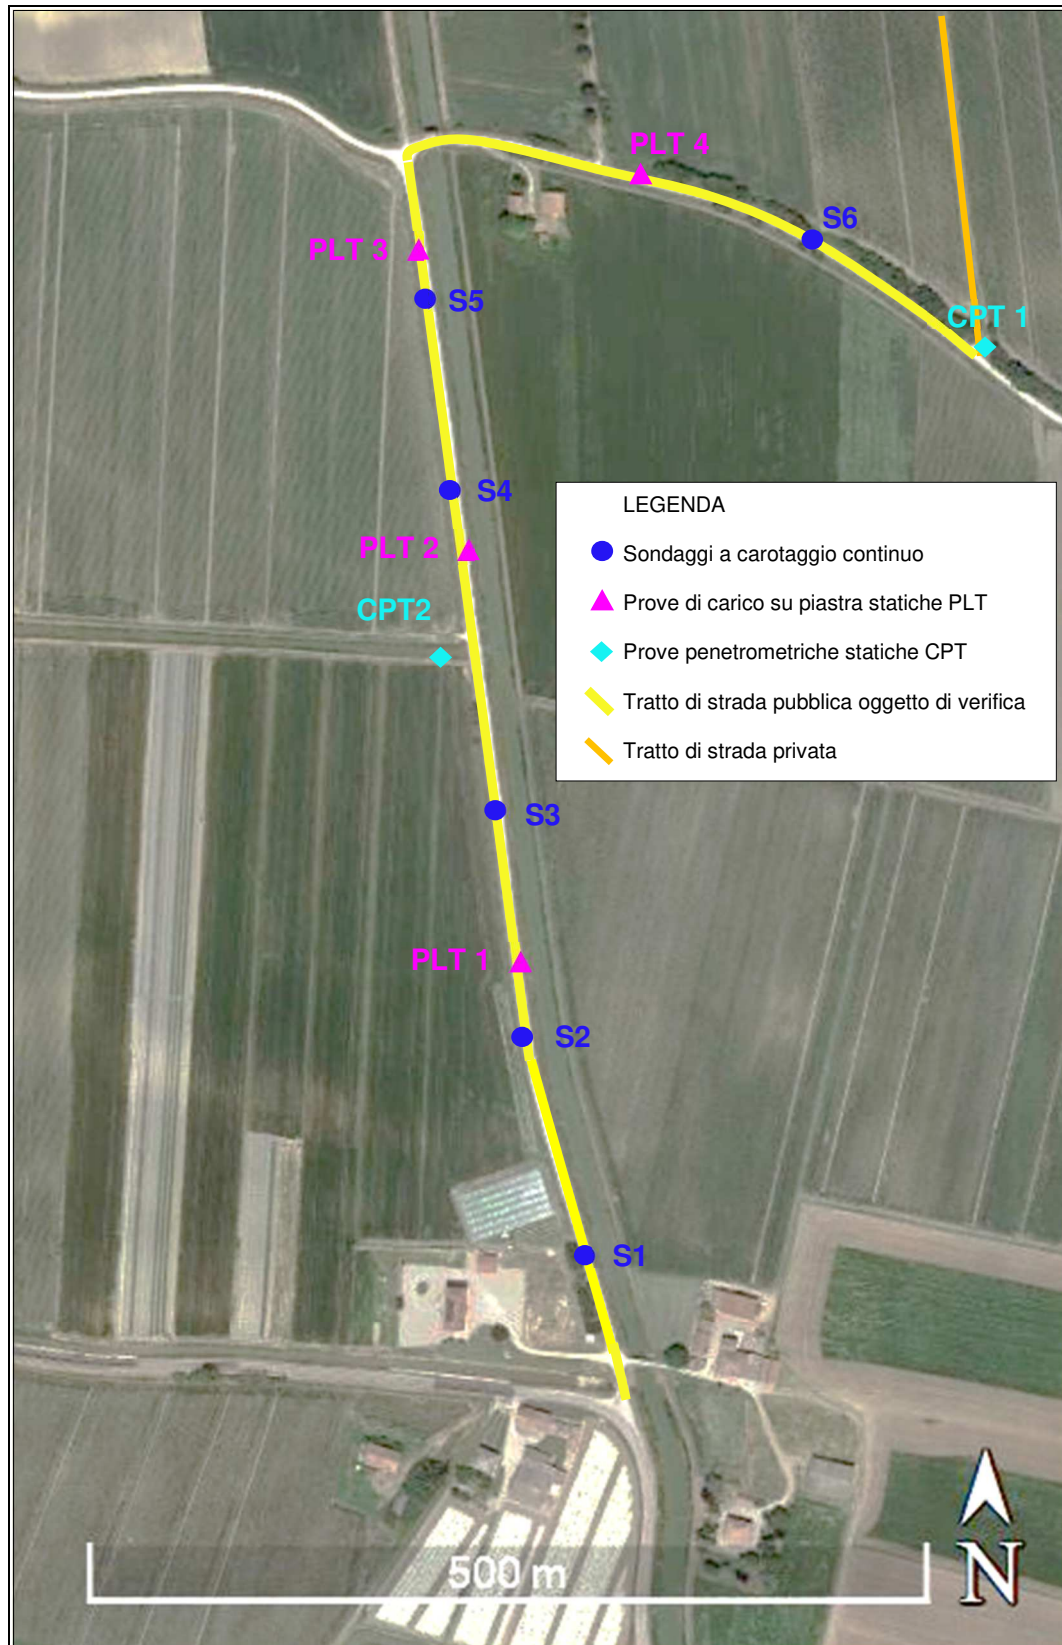 PLT 4
S6
PLT 3
S5
CPT 1
S4
PLT 2
CPT2
LEGENDA
Sondaggi a carotaggio continuo
Prove di carico su piastra statiche PLT
Prove penetrometriche statiche CPT
Tratto di strada pubblica oggetto di verifica
Tratto di strada privata
S3
PLT 1
S2
S1
500 m
N